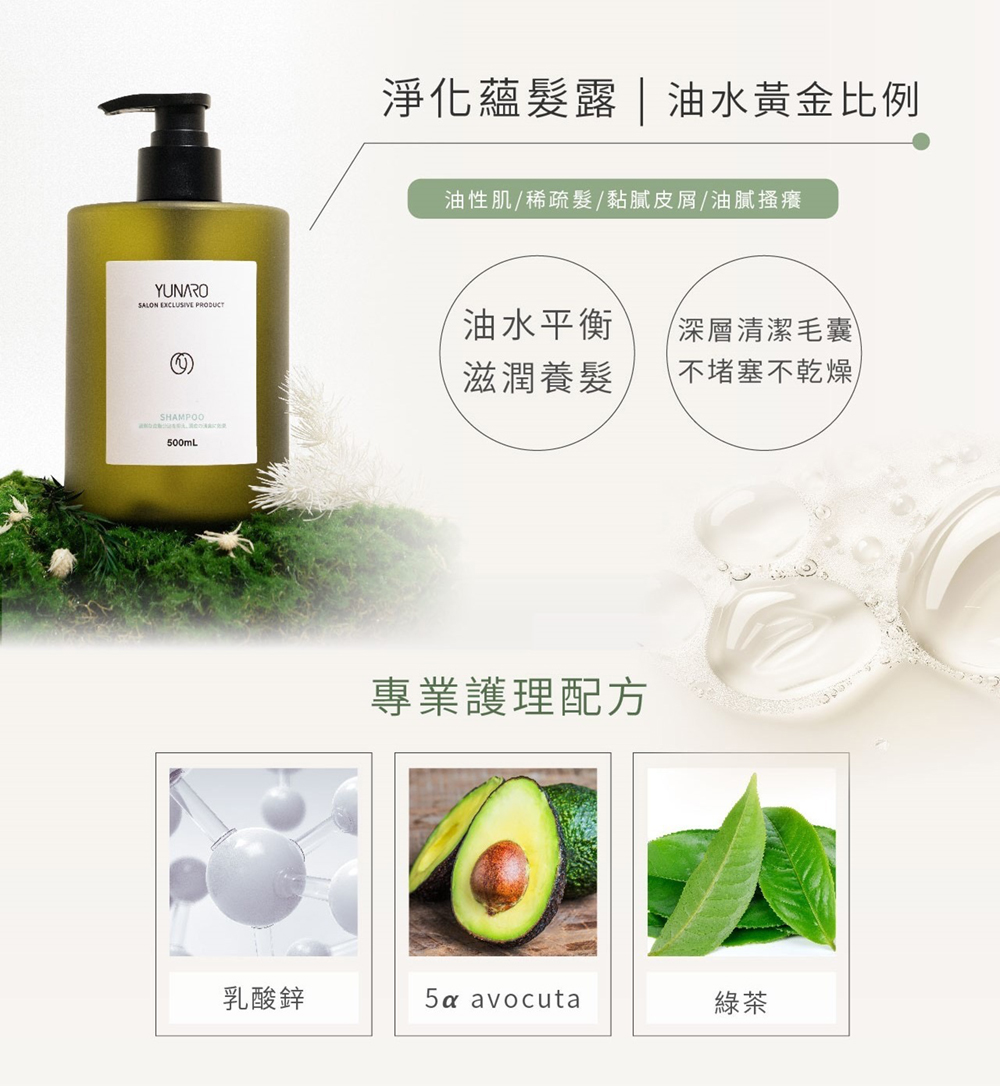 淨化蘊髮露 | 油水黃金比例
油性肌/稀疏髮/黏膩皮屑/油膩搔癢
YUNARO
SALON EXCLUSIVE PRODUCT
SHAMPOO
500mL
油水平衡
滋潤養髮
深層清潔毛囊
不堵塞不乾燥
專業護理配方
乳酸鋅
5α avocuta
綠茶